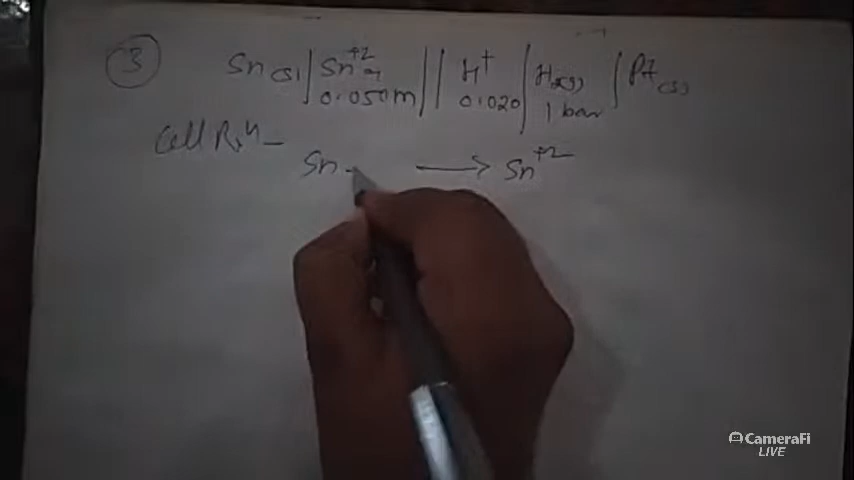 3 Sn(s) | Sn+2 || H+ | H2(g) | Pt(s)
0.050m 0.020 1 bar
Cell Rxn -
Sn → Sn+2
CameraFi
LIVE